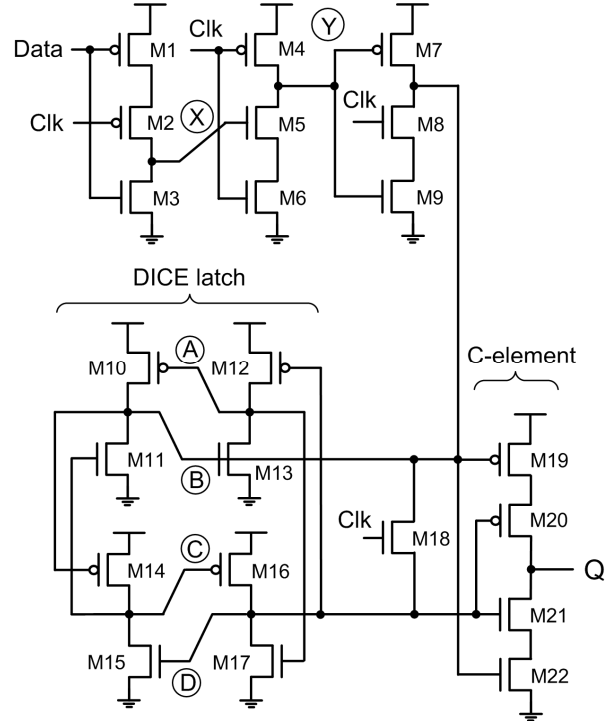 Y
Data
M1
Clk
M4
M7
Clk
M2
X
M5
Clk
M8
M3
M6
M9
DICE latch
M10
A
M12
C-element
M11
B
M13
M19
Clk
M18
M20
M14
C
M16
Q
M15
D
M17
M21
M22